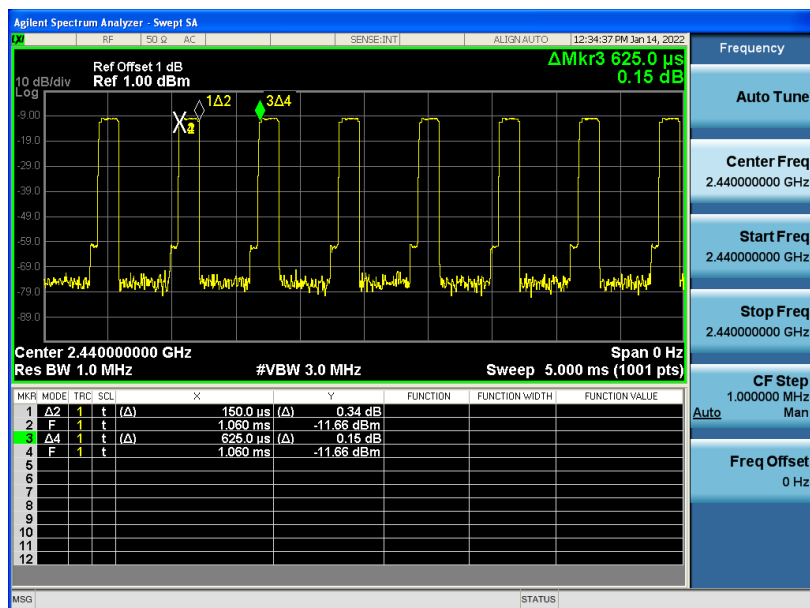 Agilent Spectrum Analyzer - Swept SA
LXI RF 50 Ω AC SENSE:INT ALIGN AUTO 12:34:37 PM Jan 14, 2022
Frequency
ΔMkr3 625.0 µs
0.15 dB
Ref Offset 1 dB
10 dB/div Ref 1.00 dBm
Log
1Δ2 3Δ4
-9.00
2
-19.0
-29.0
-39.0
-49.0
-59.0
-69.0
-79.0
-89.0
Center 2.440000000 GHz Span 0 Hz
Res BW 1.0 MHz #VBW 3.0 MHz Sweep 5.000 ms (1001 pts)
MKR MODE TRC SCL X Y FUNCTION FUNCTION WIDTH FUNCTION VALUE
1 Δ2 1 t (Δ) 150.0 µs (Δ) 0.34 dB
2 F 1 t 1.060 ms -11.66 dBm
3 Δ4 1 t (Δ) 625.0 µs (Δ) 0.15 dB
4 F 1 t 1.060 ms -11.66 dBm
5
6
7
8
9
10
11
12
Auto Tune
Center Freq
2.440000000 GHz
Start Freq
2.440000000 GHz
Stop Freq
2.440000000 GHz
CF Step
1.000000 MHz
Auto Man
Freq Offset
0 Hz
MSG STATUS